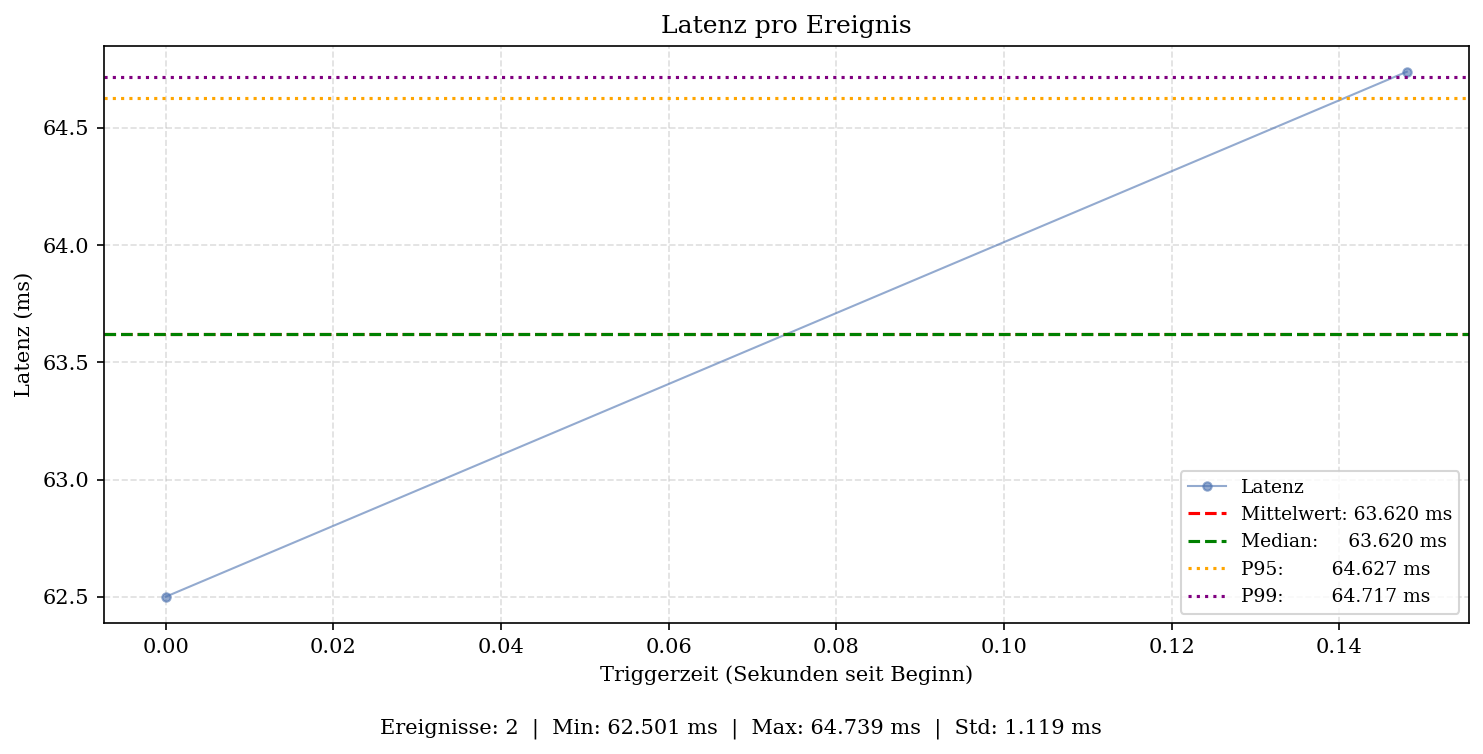 Latenz pro Ereignis
Latenz (ms)
64.5
64.0
63.5
63.0
62.5
Latenz
Mittelwert: 63.620 ms
Median: 63.620 ms
P95: 64.627 ms
P99: 64.717 ms
0.00 0.02 0.04 0.06 0.08 0.10 0.12 0.14
Triggerzeit (Sekunden seit Beginn)
Ereignisse: 2 | Min: 62.501 ms | Max: 64.739 ms | Std: 1.119 ms